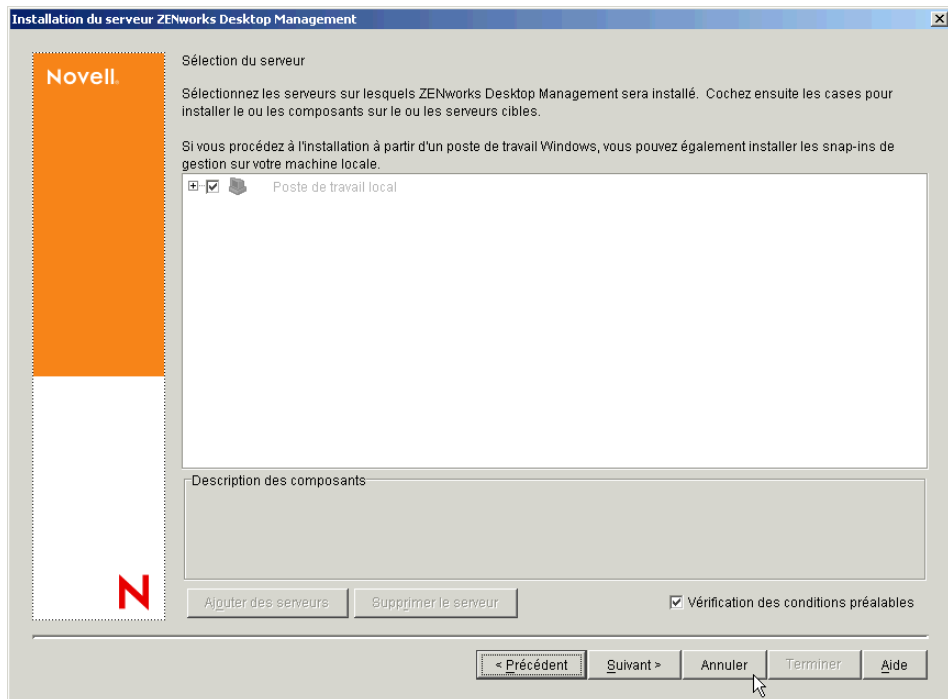 Installation du serveur ZENworks Desktop Management
Novell.
Sélection du serveur
Sélectionnez les serveurs sur lesquels ZENworks Desktop Management sera installé. Cochez ensuite les cases pour
installer le ou les composants sur le ou les serveurs cibles.
Si vous procédez à l'installation à partir d'un poste de travail Windows, vous pouvez également installer les snap-ins de
gestion sur votre machine locale.
Poste de travail local
Description des composants
N
Ajouter des serveurs
Supprimer le serveur
Vérification des conditions préalables
< Précédent
Suivant >
Annuler
Terminer
Aide